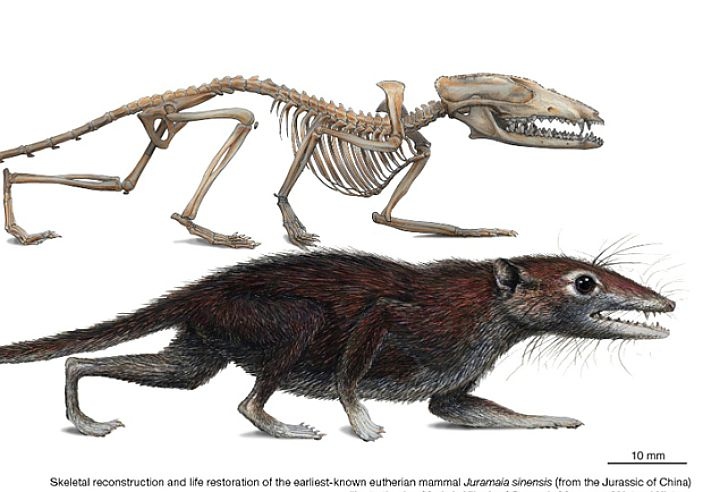 10 mm
Skeletal reconstruction and life restoration of the earliest-known eutherian mammal Juramaia sinensis (from the Jurassic of China)